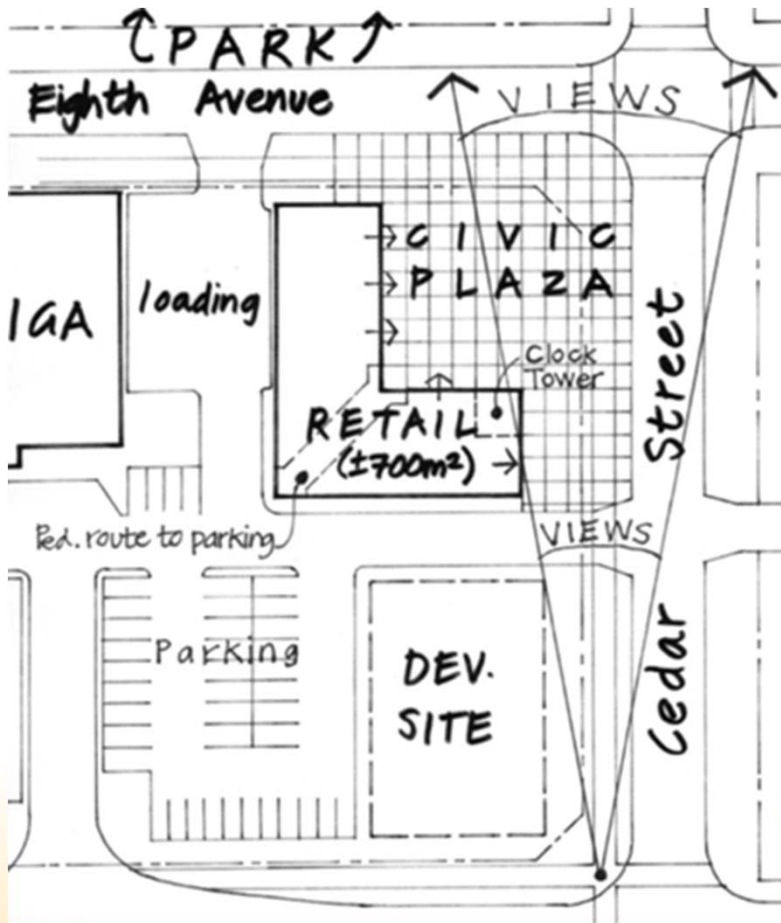 PARK
Eighth Avenue
VIEWS
CIVIC
PLAZA
IGA
loading
Clock
Tower
Street
RETAIL
(±700m²)
Ped. route to parking
VIEWS
Parking
DEV.
SITE
Cedar